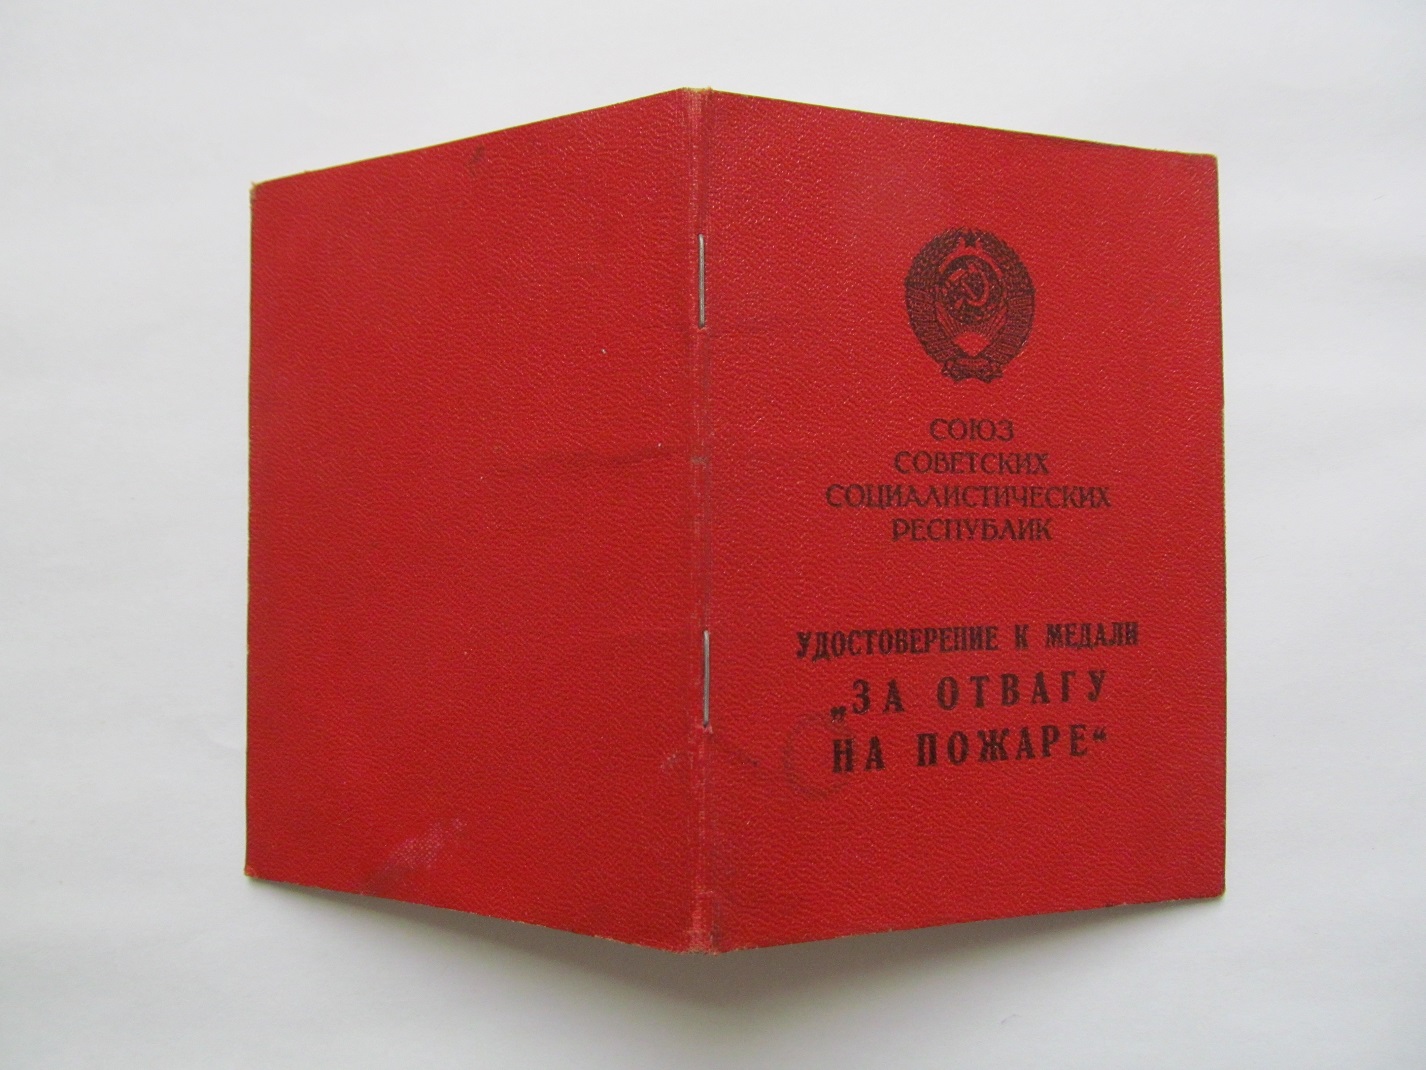 СОЮЗ
СОВЕТСКИХ
СОЦИАЛИСТИЧЕСКИХ
РЕСПУБЛИК
УДОСТОВЕРЕНИЕ К МЕДАЛИ
„ЗА ОТВАГУ
НА ПОЖАРЕ“